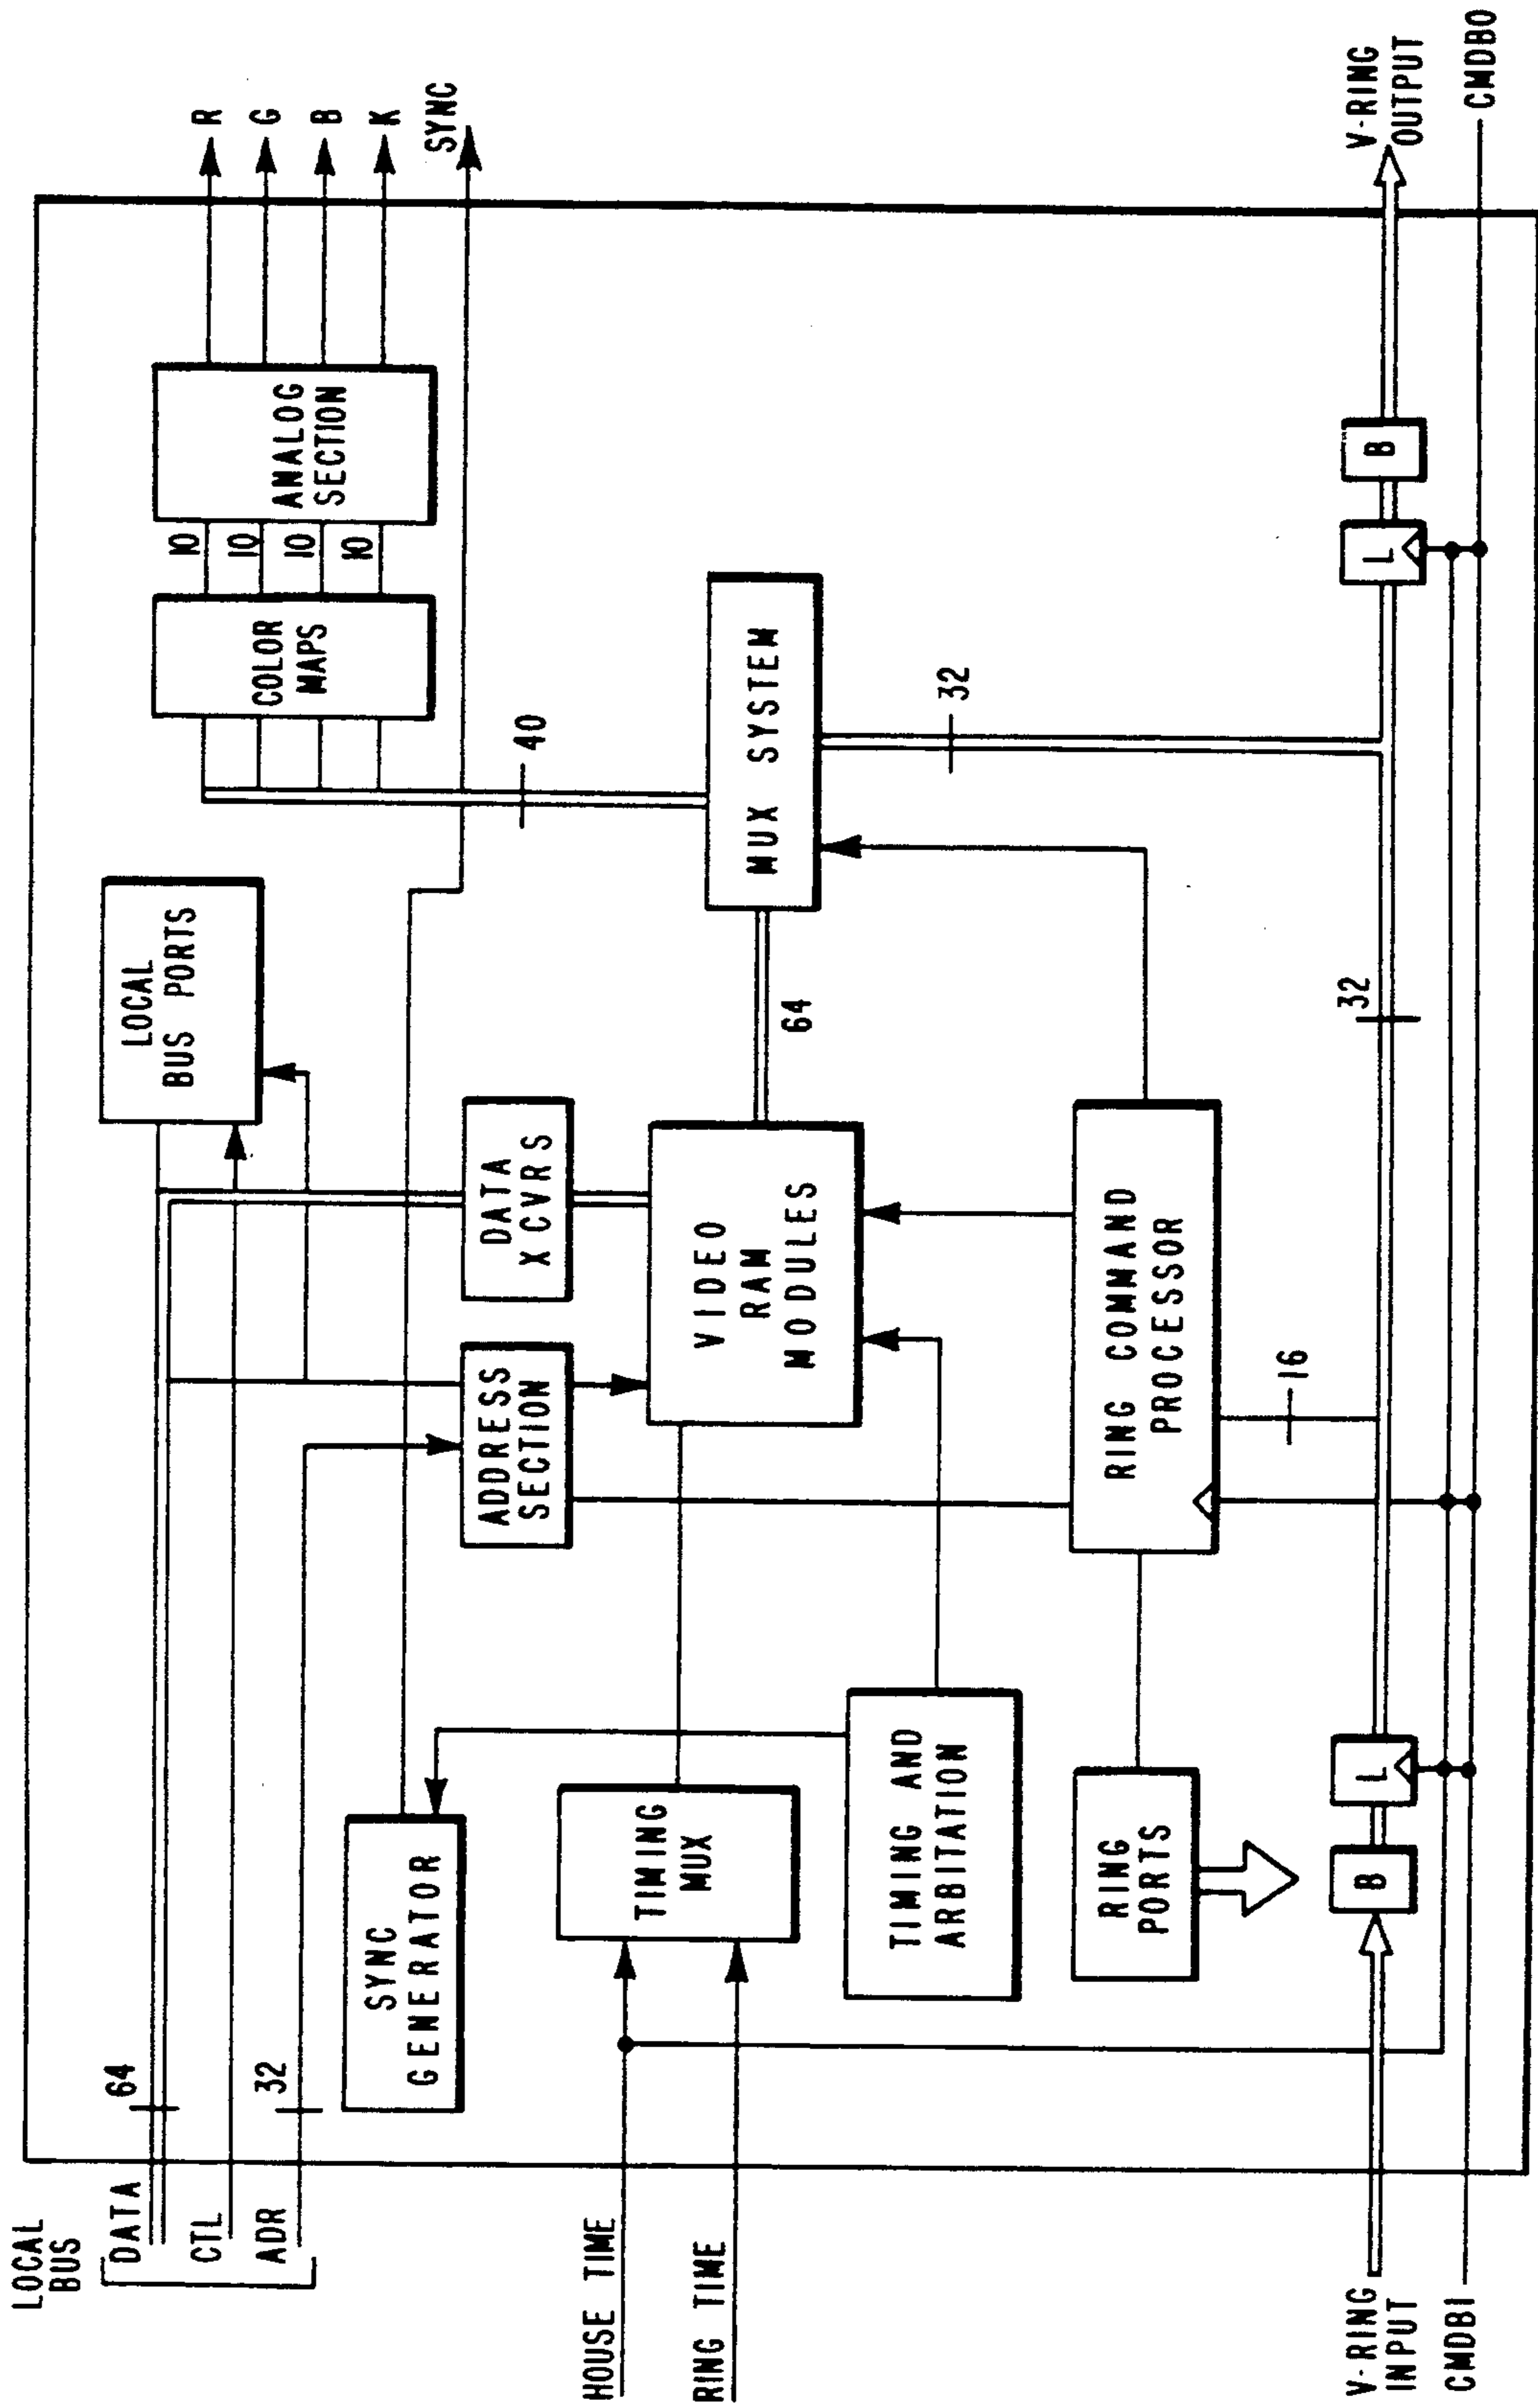 LOCAL
BUS
DATA
CTL
ADR
64
32
LOCAL
BUS PORTS
COLOR
MAPS
10
10
10
10
ANALOG
SECTION
R
G
B
K
SYNC
SYNC
GENERATOR
ADDRESS
SECTION
DATA
XCVRS
40
HOUSE TIME
RING TIME
TIMING
MUX
VIDEO
RAM
MODULES
64
MUX SYSTEM
TIMING AND
ARBITATION
32
RING
PORTS
RING COMMAND
PROCESSOR
16
32
V-RING
INPUT
B
L
L
B
V-RING
OUTPUT
CMDBI
CMDBO